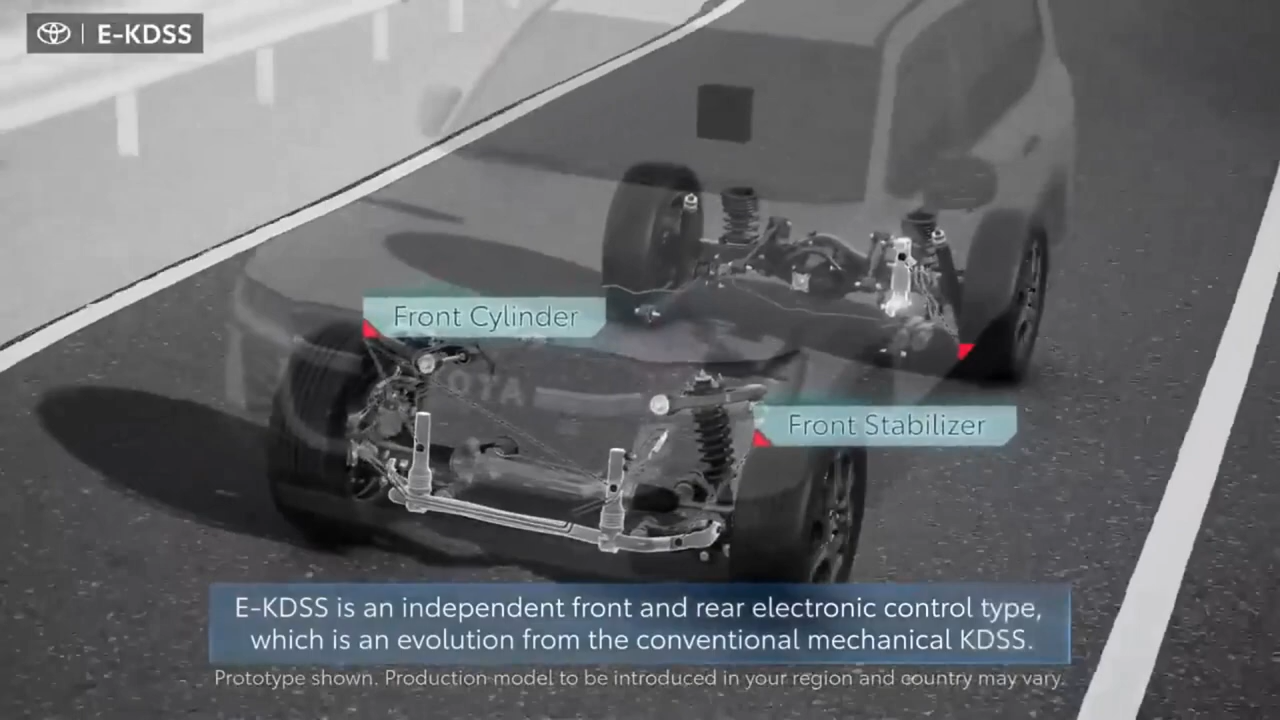 E-KDSS
Front Cylinder
OTA
Front Stabilizer
E-KDSS is an independent front and rear electronic control type,
which is an evolution from the conventional mechanical KDSS.
Prototype shown. Production model to be introduced in your region and country may vary.